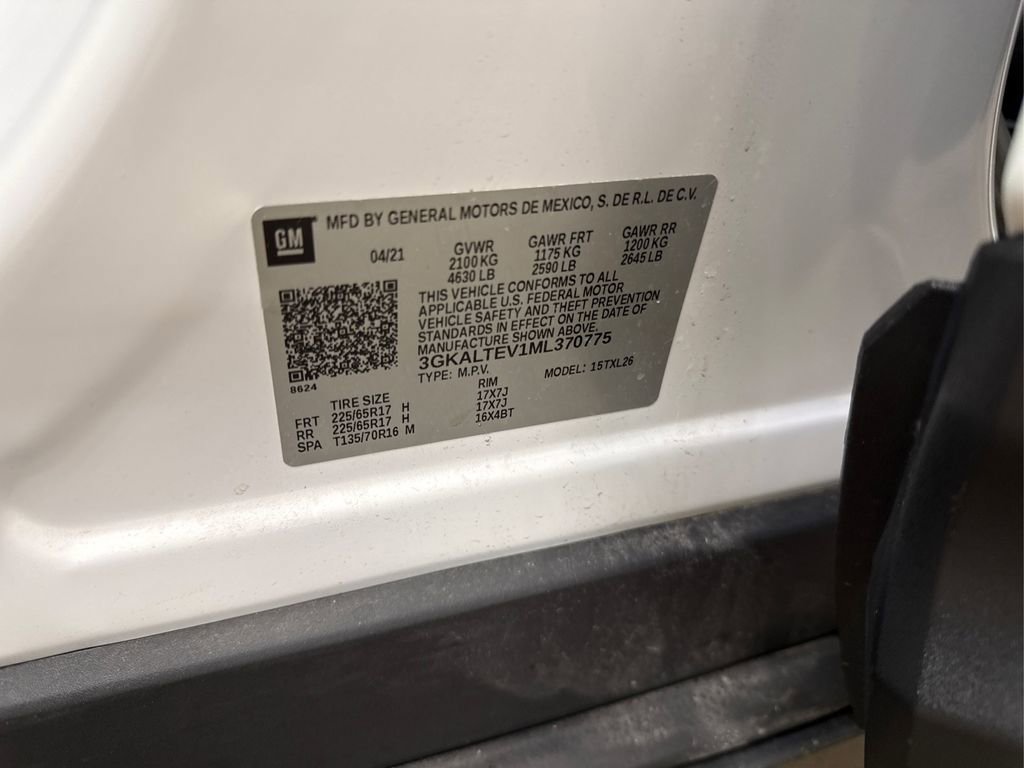 GM
MFD BY GENERAL MOTORS DE MEXICO, S. DE R.L. DE C.V.
04/21 GVWR GAWR FRT GAWR RR
2100 KG 1175 KG 1200 KG
4630 LB 2590 LB 2645 LB
THIS VEHICLE CONFORMS TO ALL
APPLICABLE U.S. FEDERAL MOTOR
VEHICLE SAFETY AND THEFT PREVENTION
STANDARDS IN EFFECT ON THE DATE OF
MANUFACTURE SHOWN ABOVE.
3GKALTEV1ML370775
TYPE: M.P.V. MODEL: 15TXL26
8624
TIRE SIZE RIM
FRT 225/65R17 H 17X7J
RR 225/65R17 H 17X7J
SPA T135/70R16 M 16X4BT